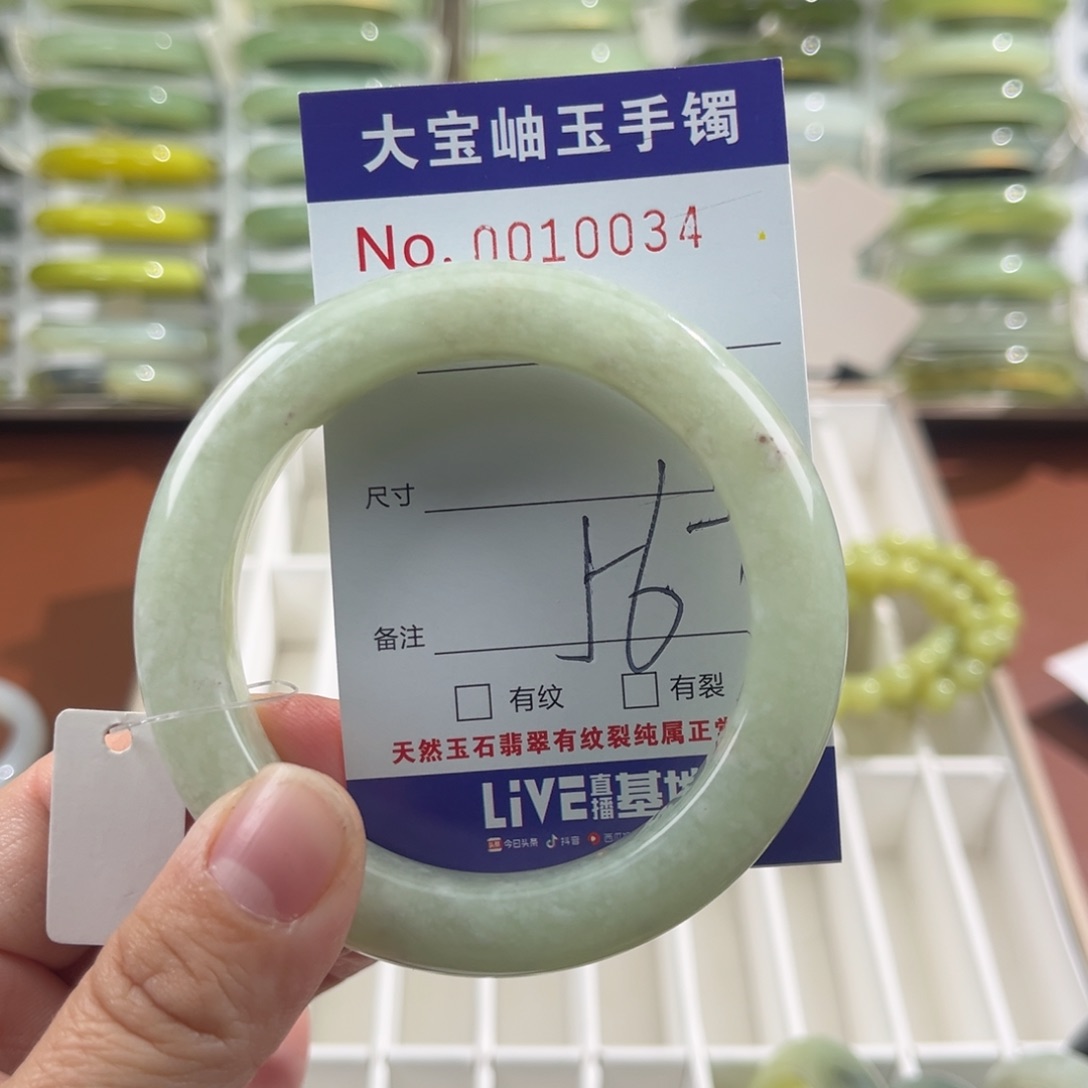 大宝岫玉手镯
No. 0010034
尺寸
56
备注
有纹 有裂
天然玉石翡翠有纹裂纯属正常
LiVE直播基地
今日头条 抖音